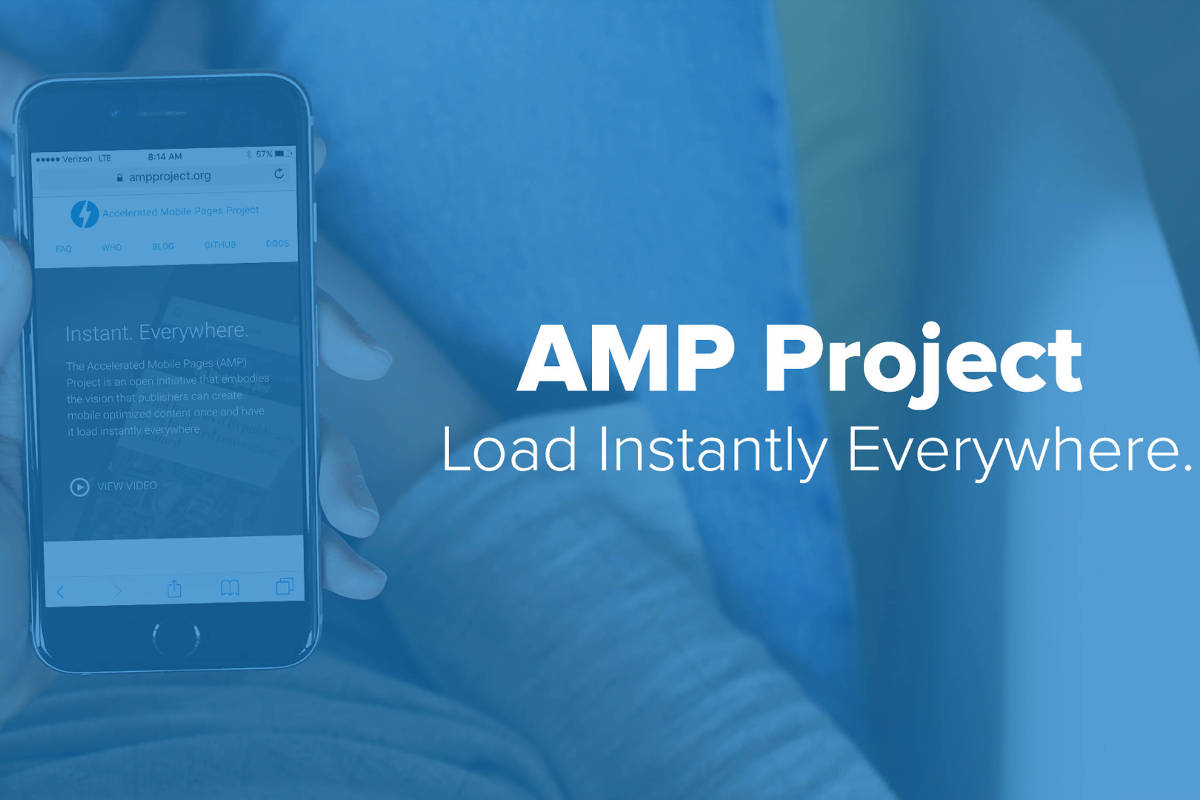 Verizon LTE 8:14 AM 57%
ampproject.org
Accelerated Mobile Pages Project
FAQ WHO BLOG GITHUB DOCS
Instant. Everywhere.
The Accelerated Mobile Pages (AMP)
Project is an open initiative that embodies
the vision that publishers can create
mobile optimized content once and have
it load instantly everywhere.
VIEW VIDEO
AMP Project
Load Instantly Everywhere.